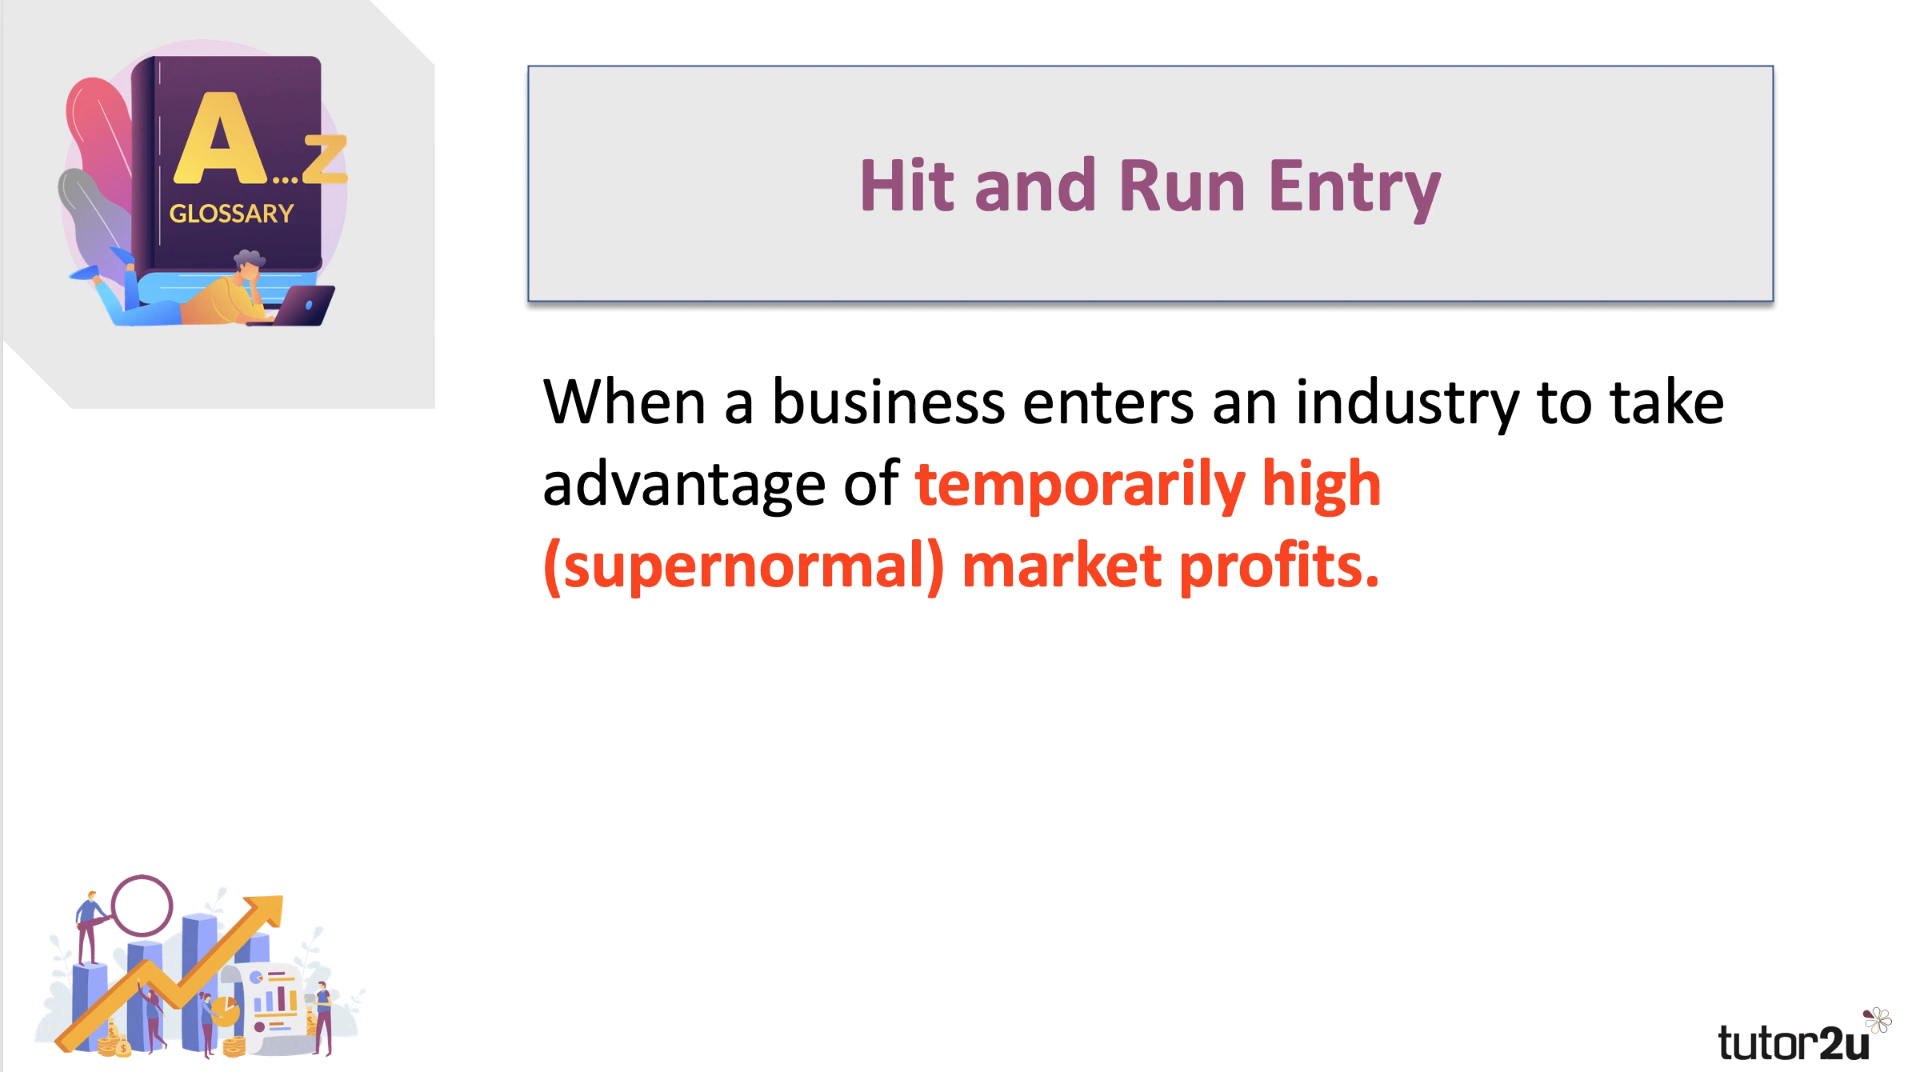 A...Z
GLOSSARY
Hit and Run Entry
When a business enters an industry to take
advantage of temporarily high
(supernormal) market profits.
tutor2u